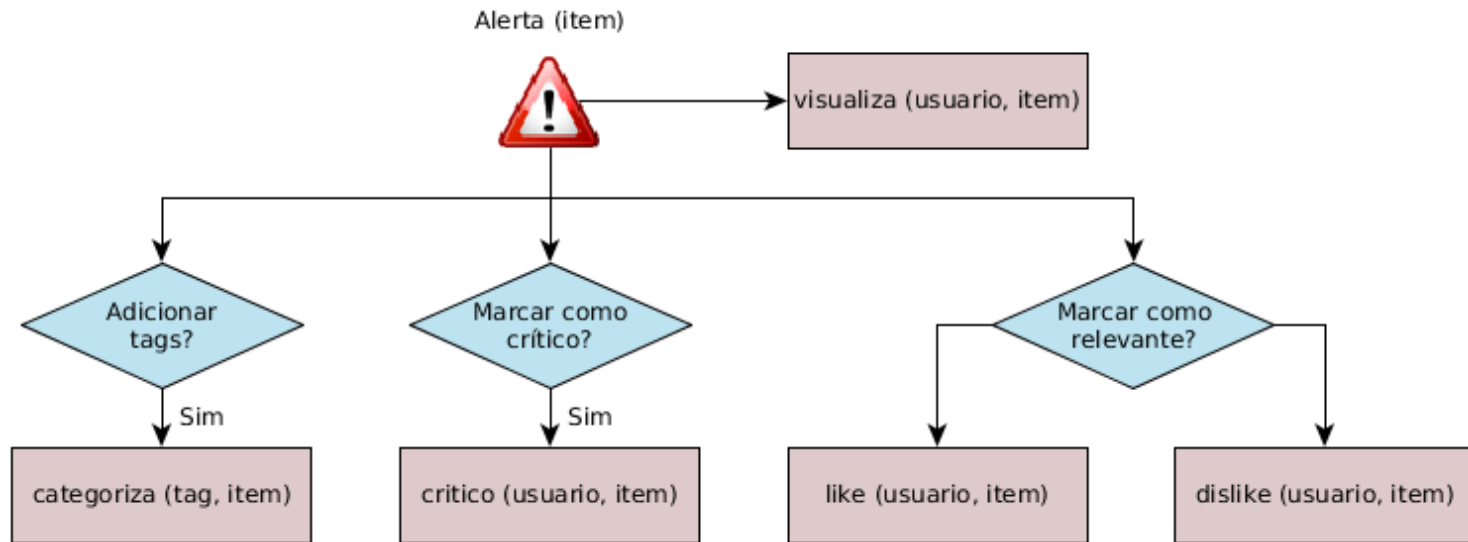 Alerta (item)
!
visualiza (usuario, item)
Adicionar
tags?
Marcar como
crítico?
Marcar como
relevante?
Sim
Sim
categoriza (tag, item)
critico (usuario, item)
like (usuario, item)
dislike (usuario, item)